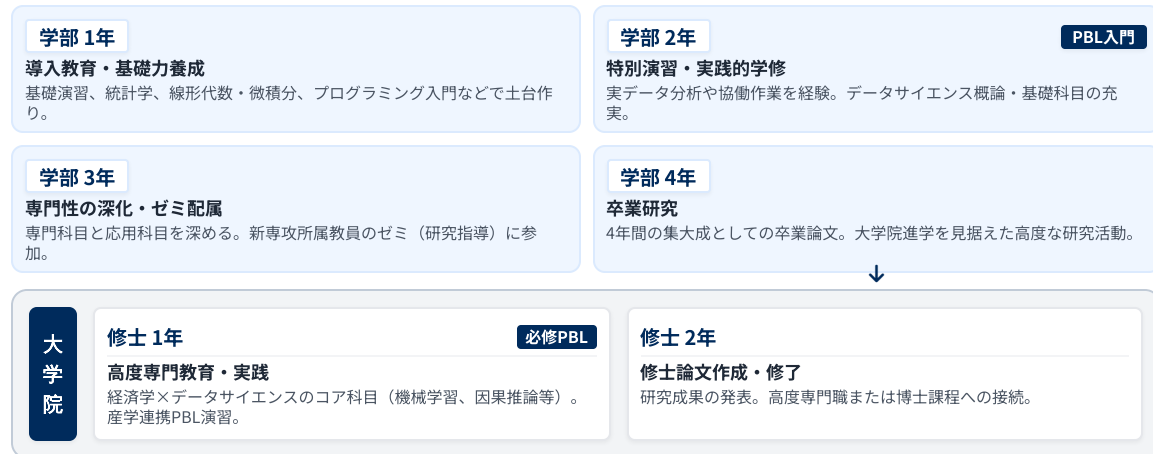 学部 1年
導入教育・基礎力養成
基礎演習、統計学、線形代数・微積分、プログラミング入門などで土台作
り。
学部 2年
PBL入門
特別演習・実践的学修
実データ分析や協働作業を経験。データサイエンス概論・基礎科目の充
実。
学部 3年
専門性の深化・ゼミ配属
専門科目と応用科目を深める。新専攻所属教員のゼミ（研究指導）に参
加。
学部 4年
卒業研究
4年間の集大成としての卒業論文。大学院進学を見据えた高度な研究活動。
↓
大学院
修士 1年
必修PBL
高度専門教育・実践
経済学×データサイエンスのコア科目（機械学習、因果推論等）。
産学連携PBL演習。
修士 2年
修士論文作成・修了
研究成果の発表。高度専門職または博士課程への接続。